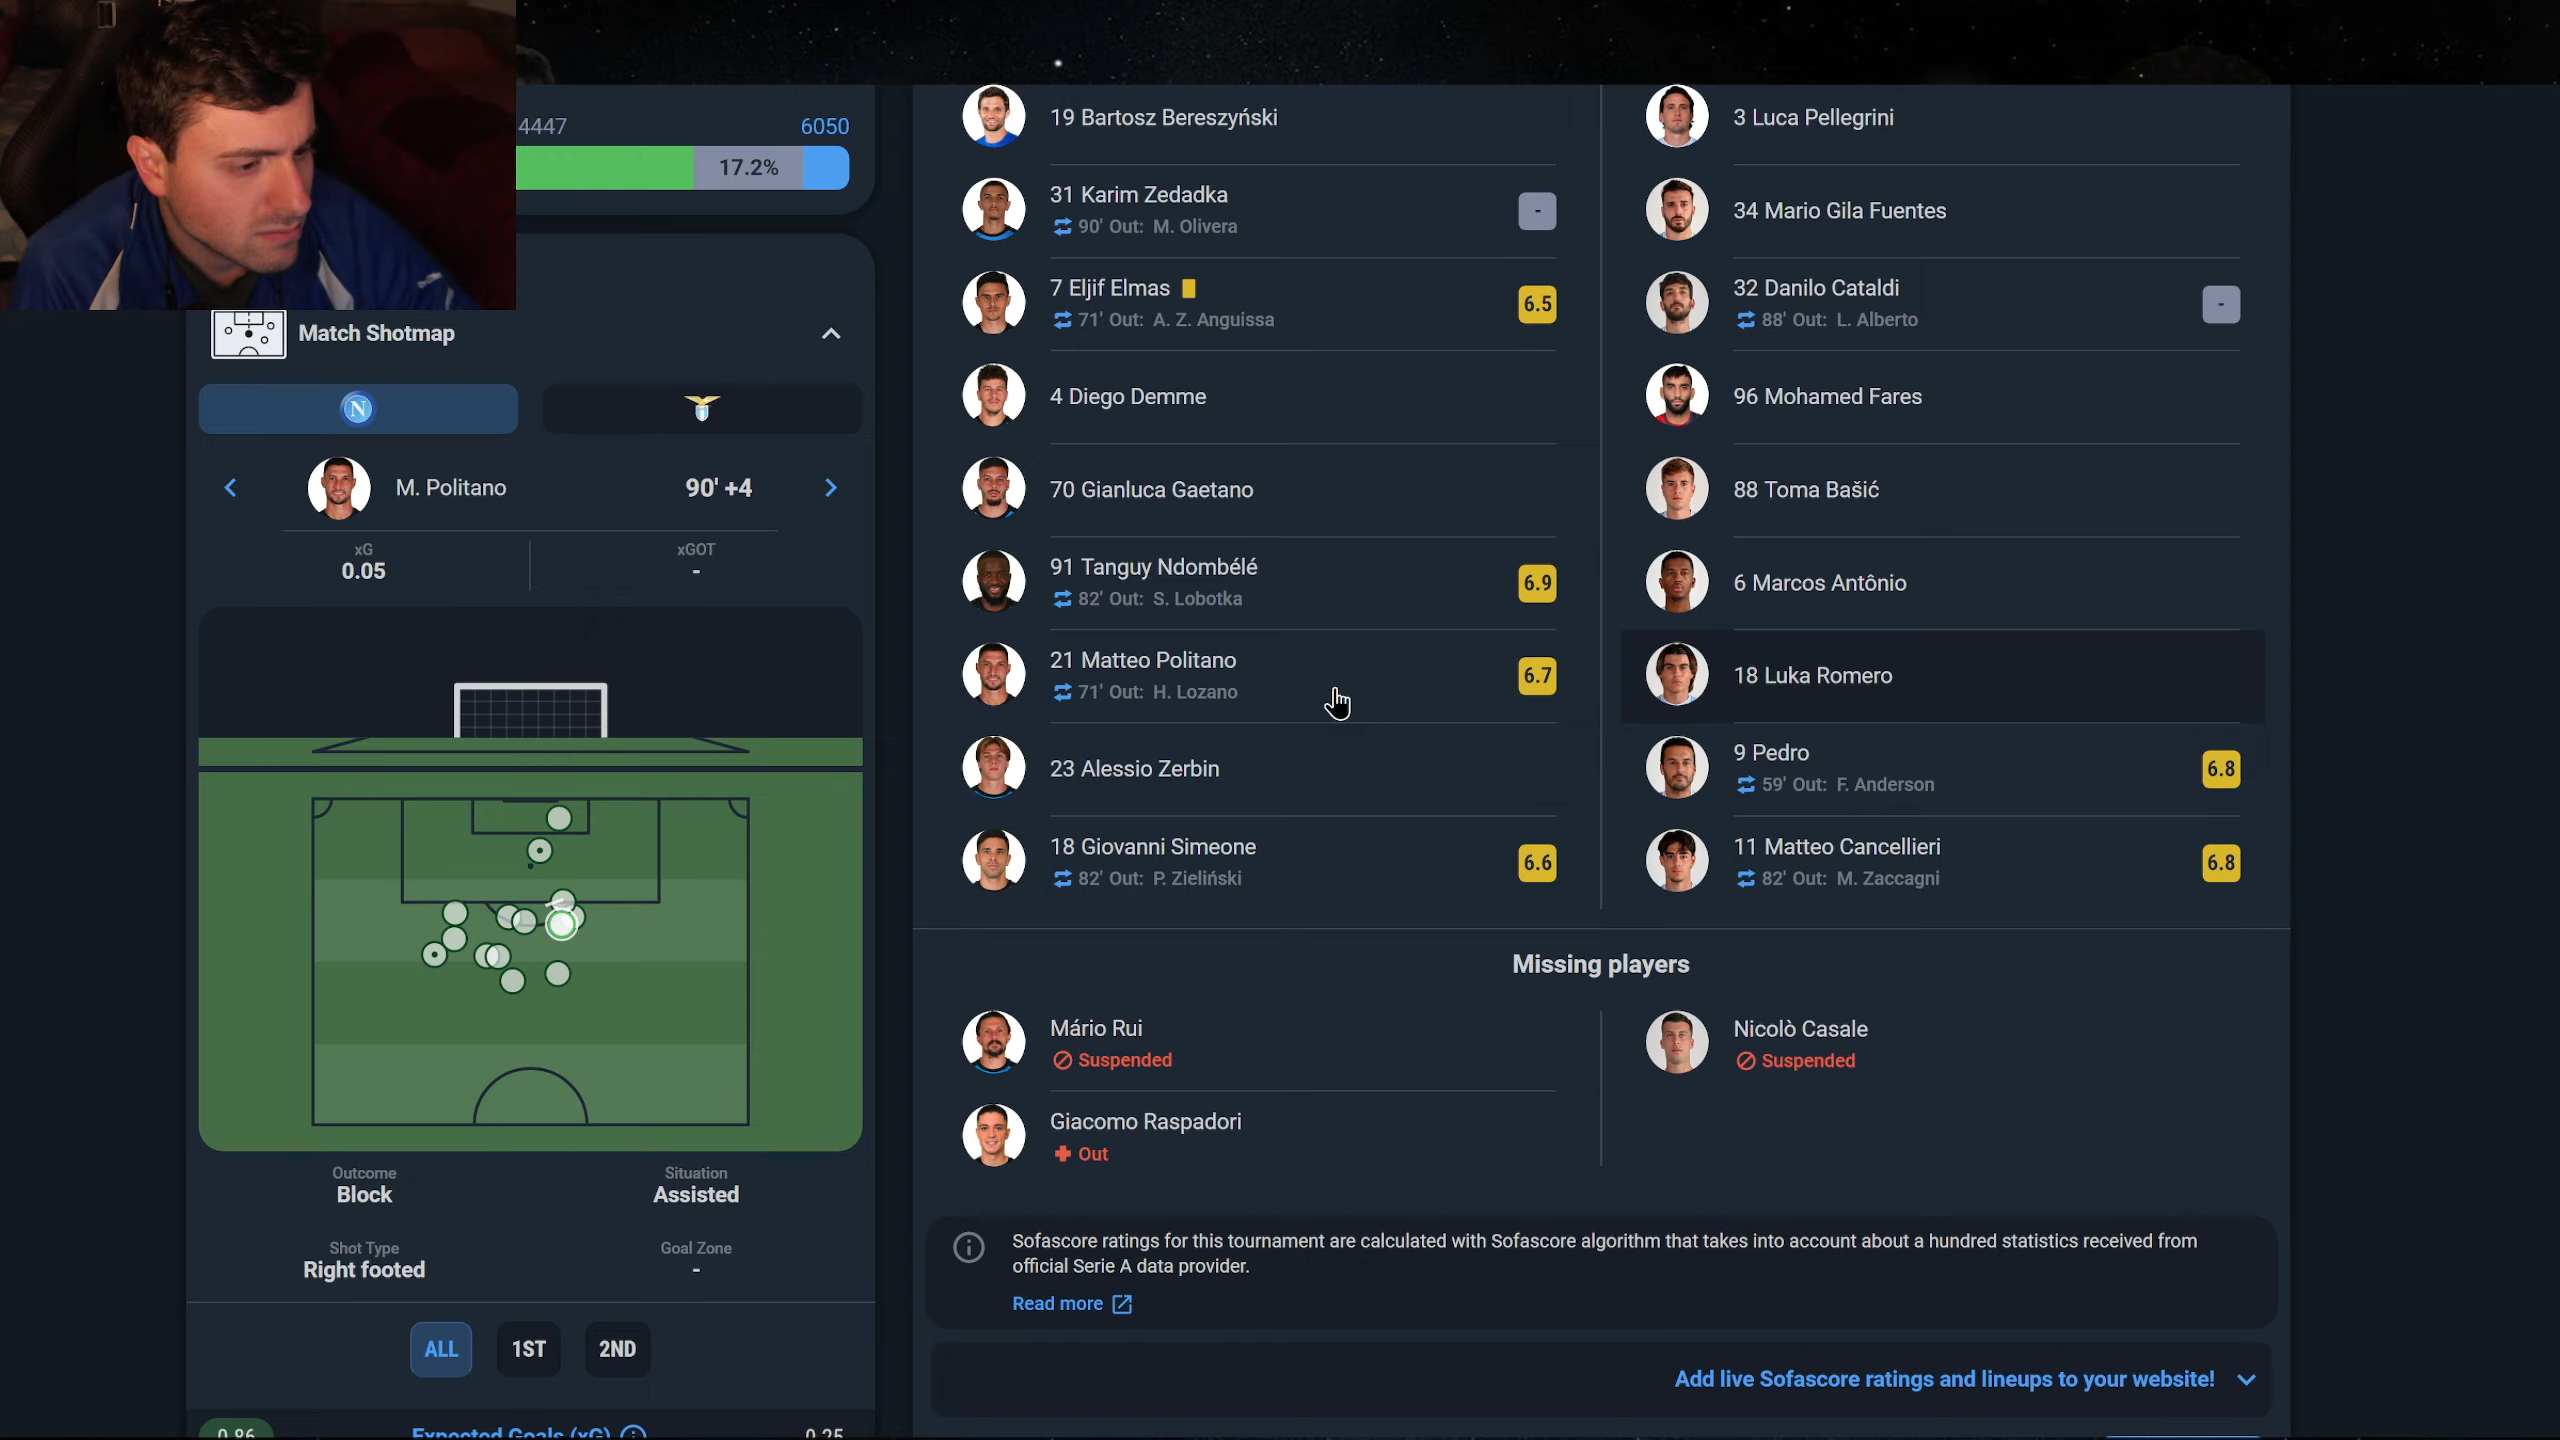 4447
6050
17.2%
Match Shotmap
N
M. Politano
90' +4
xG
0.05
xGOT
-
Outcome
Block
Situation
Assisted
Shot Type
Right footed
Goal Zone
-
ALL
1ST
2ND
0.86
Expected Goals (xG)
0.25
19 Bartosz Bereszyński
31 Karim Zedadka
90' Out: M. Olivera
-
7 Eljif Elmas
71' Out: A. Z. Anguissa
6.5
4 Diego Demme
70 Gianluca Gaetano
91 Tanguy Ndombélé
82' Out: S. Lobotka
6.9
21 Matteo Politano
71' Out: H. Lozano
6.7
23 Alessio Zerbin
18 Giovanni Simeone
82' Out: P. Zieliński
6.6
3 Luca Pellegrini
34 Mario Gila Fuentes
32 Danilo Cataldi
88' Out: L. Alberto
-
96 Mohamed Fares
88 Toma Bašić
6 Marcos Antônio
18 Luka Romero
9 Pedro
59' Out: F. Anderson
6.8
11 Matteo Cancellieri
82' Out: M. Zaccagni
6.8
Missing players
Mário Rui
Suspended
Giacomo Raspadori
Out
Nicolò Casale
Suspended
Sofascore ratings for this tournament are calculated with Sofascore algorithm that takes into account about a hundred statistics received from
official Serie A data provider.
Read more
Add live Sofascore ratings and lineups to your website!